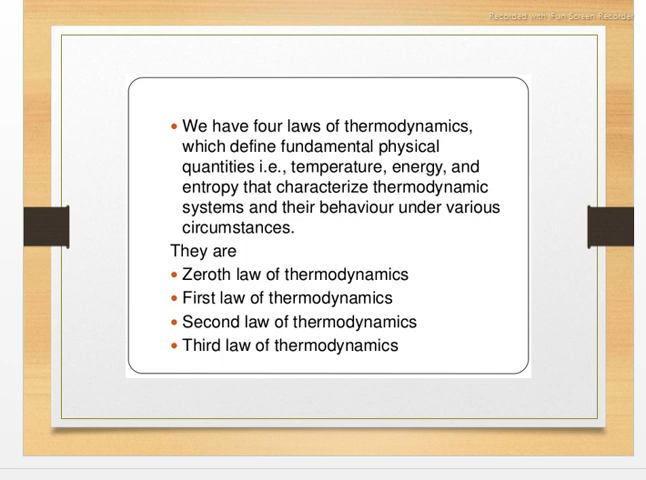 Recorded with Fun Screen Recorder
• We have four laws of thermodynamics,
which define fundamental physical
quantities i.e., temperature, energy, and
entropy that characterize thermodynamic
systems and their behaviour under various
circumstances.
They are
• Zeroth law of thermodynamics
• First law of thermodynamics
• Second law of thermodynamics
• Third law of thermodynamics